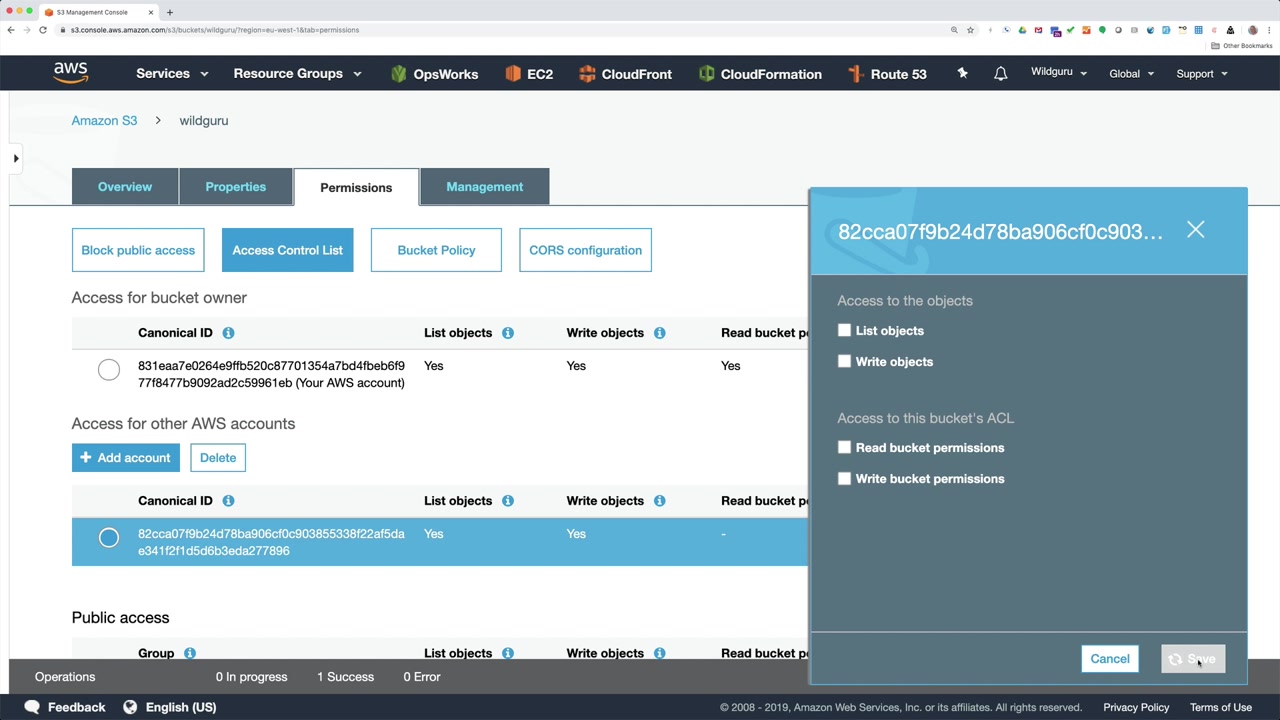 S3 Management Console
s3.console.aws.amazon.com/s3/buckets/wildguru/?region=eu-west-1&tab=permissions
Other Bookmarks
aws
Services
Resource Groups
OpsWorks
EC2
CloudFront
CloudFormation
Route 53
Wildguru
Global
Support
Amazon S3 > wildguru
Overview
Properties
Permissions
Management
Block public access
Access Control List
Bucket Policy
CORS configuration
Access for bucket owner
Canonical ID
List objects
Write objects
Read bucket pe
831eaa7e0264e9ffb520c87701354a7bd4fbeb6f9
977f8477b9092ad2c59961eb (Your AWS account)
Yes
Yes
Yes
Access for other AWS accounts
+ Add account
Delete
Canonical ID
List objects
Write objects
Read bucket pe
82cca07f9b24d78ba906cf0c903855338f22af5da
e341f2f1d5d6b3eda277896
Yes
Yes
-
Public access
Group
List objects
Write objects
Read bucket pe
82cca07f9b24d78ba906cf0c903...
Access to the objects
List objects
Write objects
Access to this bucket's ACL
Read bucket permissions
Write bucket permissions
Cancel
Save
Operations
0 In progress
1 Success
0 Error
Feedback
English (US)
© 2008 - 2019, Amazon Web Services, Inc. or its affiliates. All rights reserved.
Privacy Policy
Terms of Use